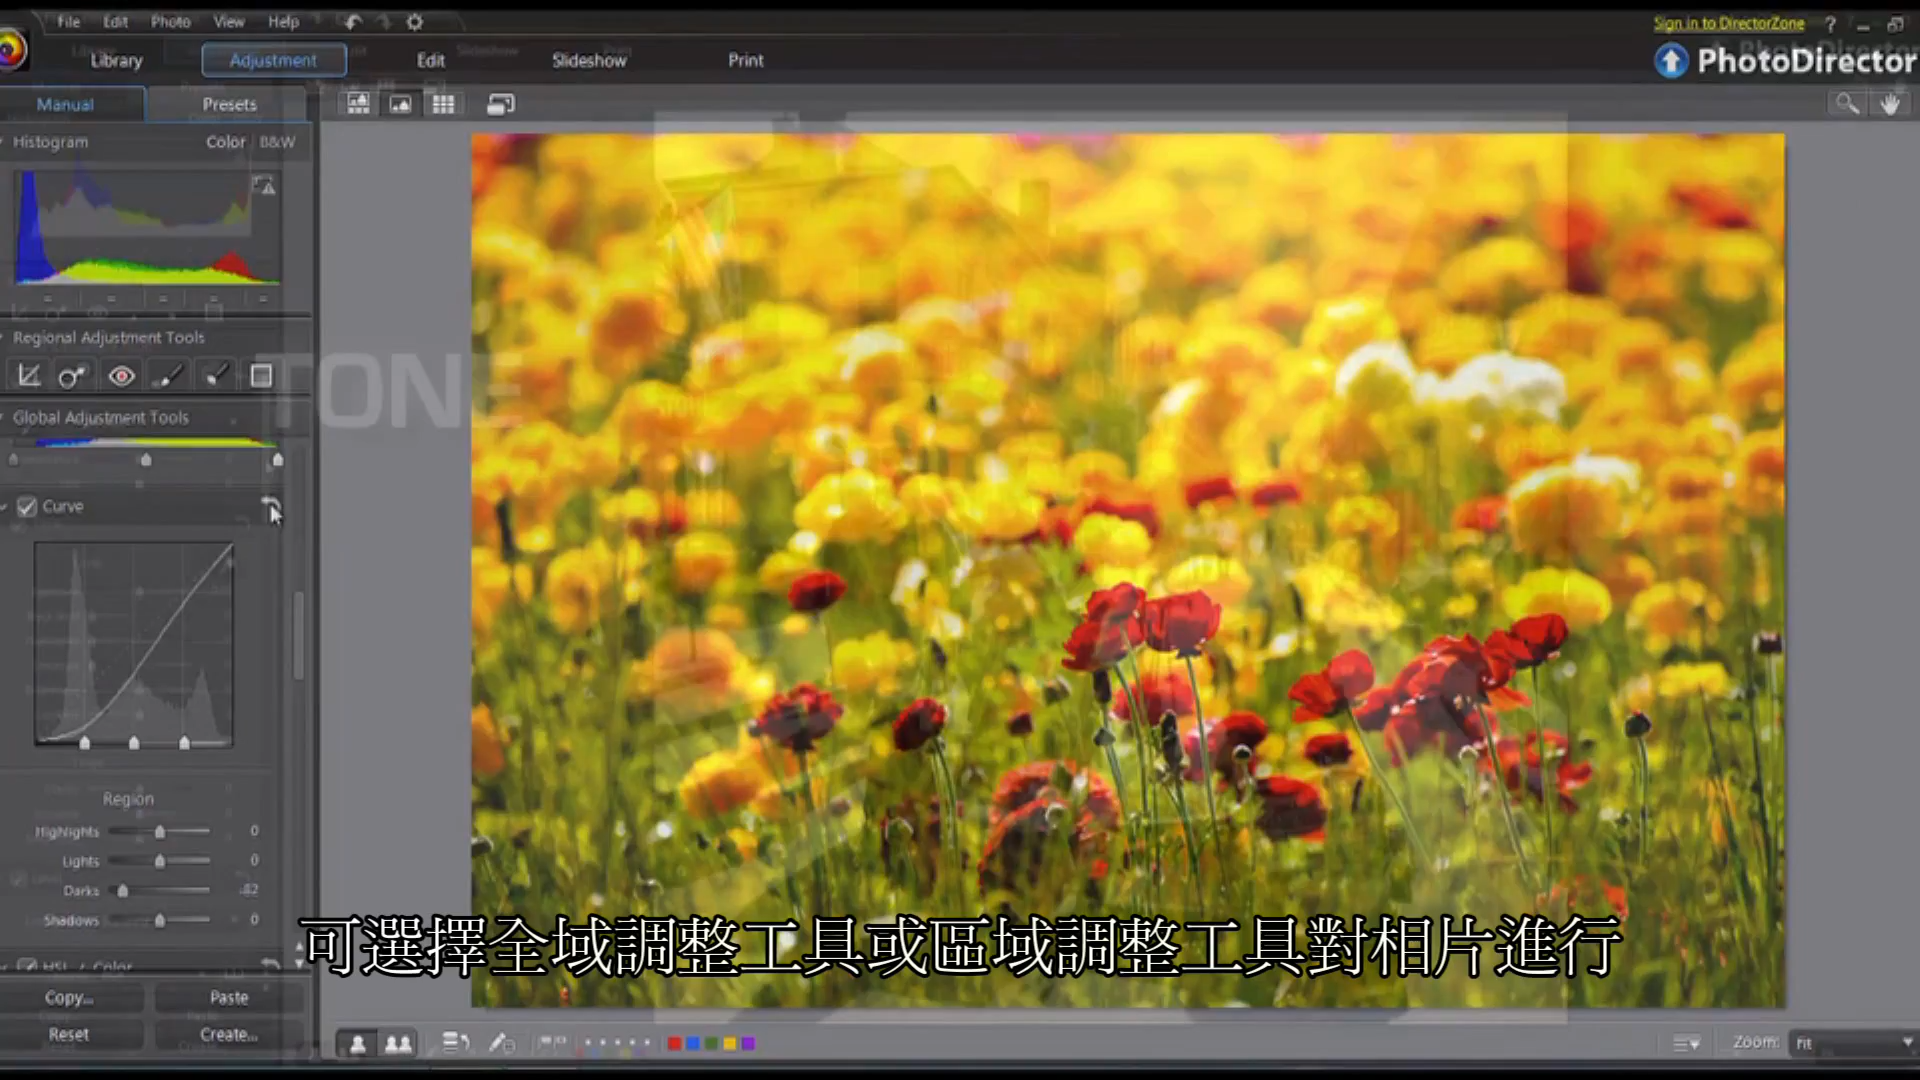 File Edit Photo View Help
Sign in to DirectorZone ?
Library Adjustment Edit Slideshow Print
PhotoDirector
Manual Presets
Histogram Color B&W
Regional Adjustment Tools
TONE
Global Adjustment Tools
Curve
Region
Highlights 0
Lights 0
Darks -82
Shadows 0
HSL / Color
可選擇全域調整工具或區域調整工具對相片進行
Copy... Paste
Reset Create...
Zoom: Fit